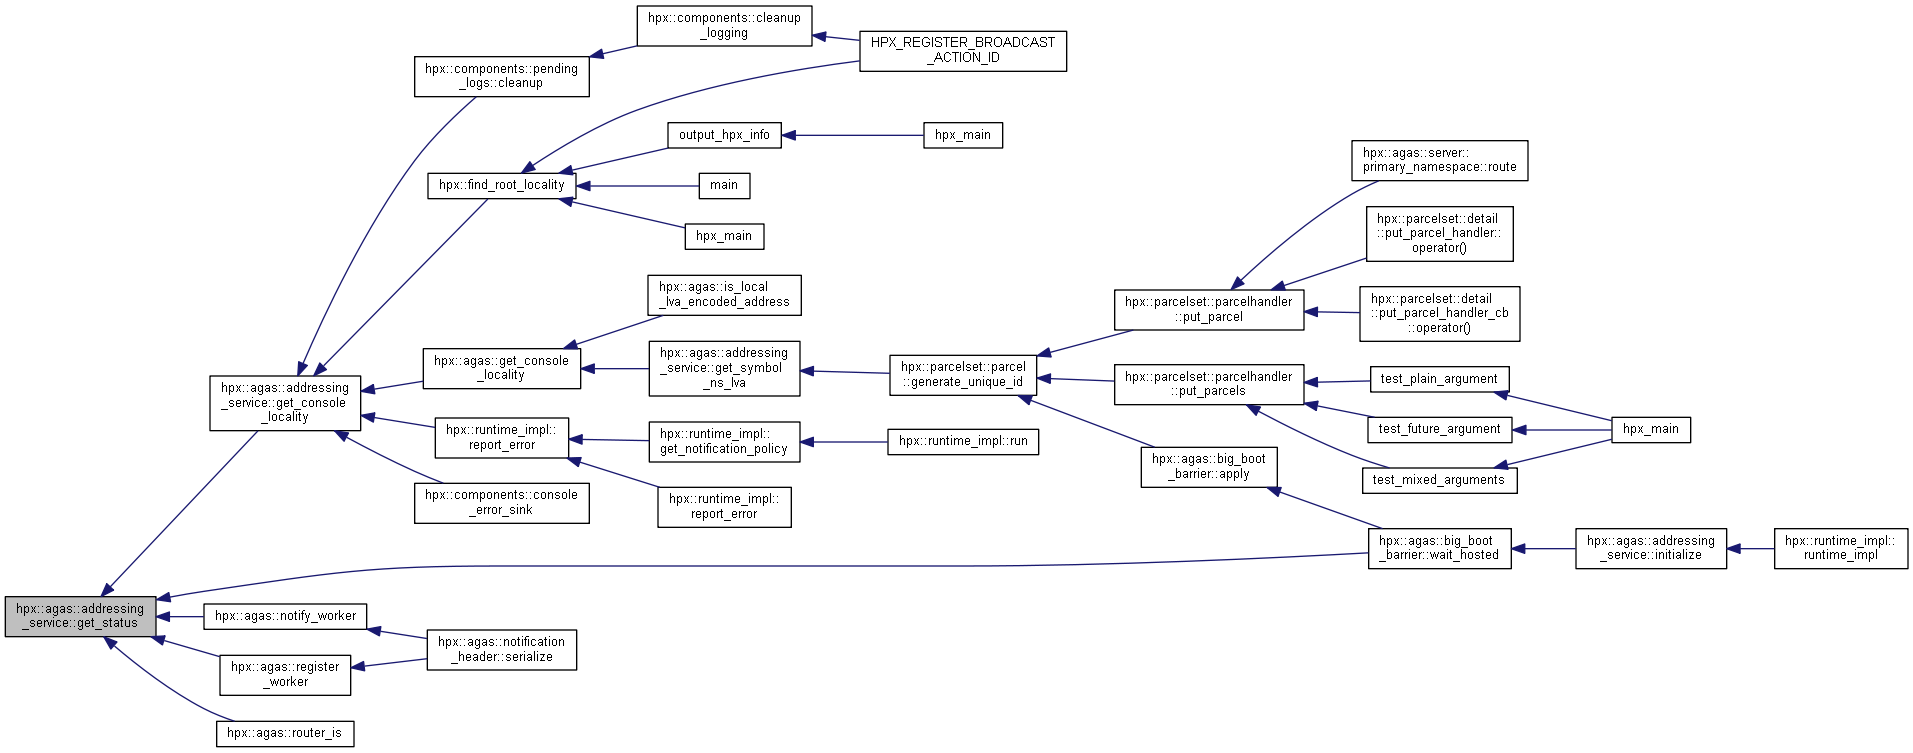 hpx::components::cleanup
_logging
HPX_REGISTER_BROADCAST
_ACTION_ID
hpx::components::pending
_logs::cleanup
output_hpx_info
hpx_main
hpx::find_root_locality
main
hpx_main
hpx::agas::server::
primary_namespace::route
hpx::parcelset::detail
::put_parcel_handler::
operator()
hpx::agas::is_local
_lva_encoded_address
hpx::parcelset::parcelhandler
::put_parcel
hpx::parcelset::detail
::put_parcel_handler_cb
::operator()
hpx::agas::get_console
_locality
hpx::agas::addressing
_service::get_symbol
_ns_lva
hpx::parcelset::parcel
::generate_unique_id
hpx::parcelset::parcelhandler
::put_parcels
test_plain_argument
hpx::agas::addressing
_service::get_console
_locality
hpx::runtime_impl::
report_error
hpx::runtime_impl::
get_notification_policy
hpx::runtime_impl::run
test_future_argument
hpx_main
hpx::agas::big_boot
_barrier::apply
test_mixed_arguments
hpx::components::console
_error_sink
hpx::runtime_impl::
report_error
hpx::agas::big_boot
_barrier::wait_hosted
hpx::agas::addressing
_service::initialize
hpx::runtime_impl::
runtime_impl
hpx::agas::addressing
_service::get_status
hpx::agas::notify_worker
hpx::agas::notification
_header::serialize
hpx::agas::register
_worker
hpx::agas::router_is